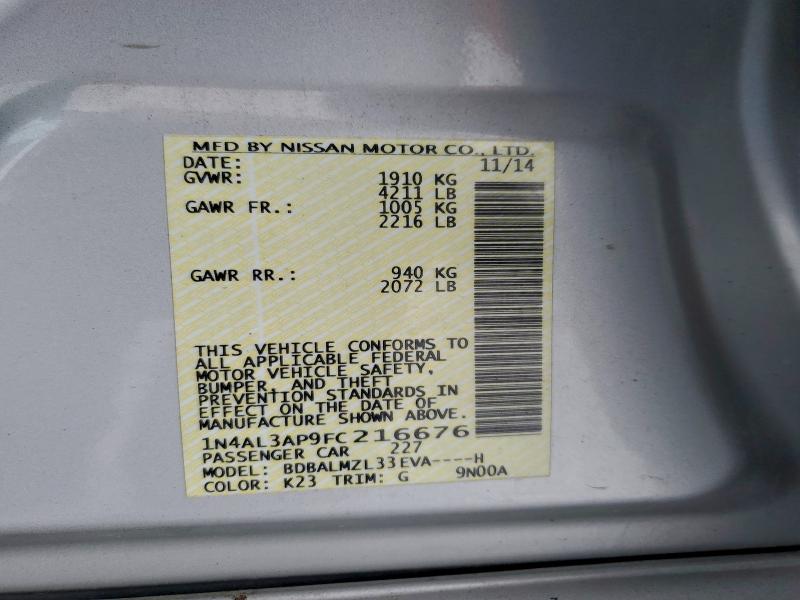 MFD BY NISSAN MOTOR CO., LTD.
DATE: 11/14
GVWR: 1910 KG
4211 LB
GAWR FR.: 1005 KG
2216 LB
GAWR RR.: 940 KG
2072 LB
THIS VEHICLE CONFORMS TO
ALL APPLICABLE FEDERAL
MOTOR VEHICLE SAFETY,
BUMPER, AND THEFT
PREVENTION STANDARDS IN
EFFECT ON THE DATE OF
MANUFACTURE SHOWN ABOVE.
1N4AL3AP9FC216676
PASSENGER CAR 227
MODEL: BDBALMZL33EVA----H
COLOR: K23 TRIM: G 9N00A